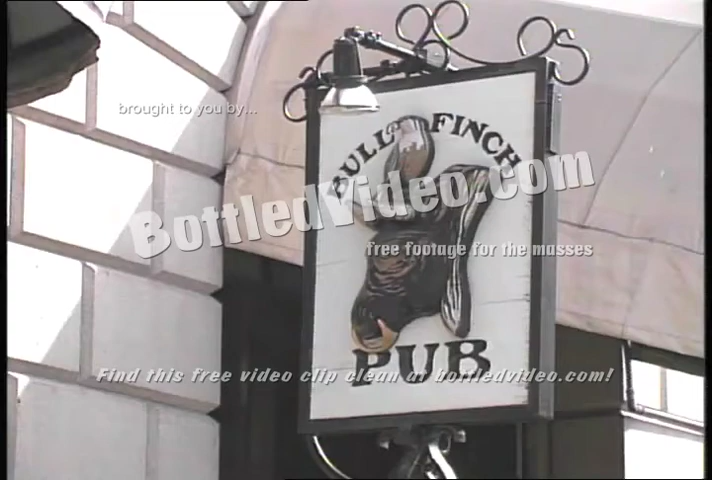 brought to you by...
BULL FINCH
BottledVideo.com
free footage for the masses
PUB
Find this free video clip clean at bottledvideo.com!